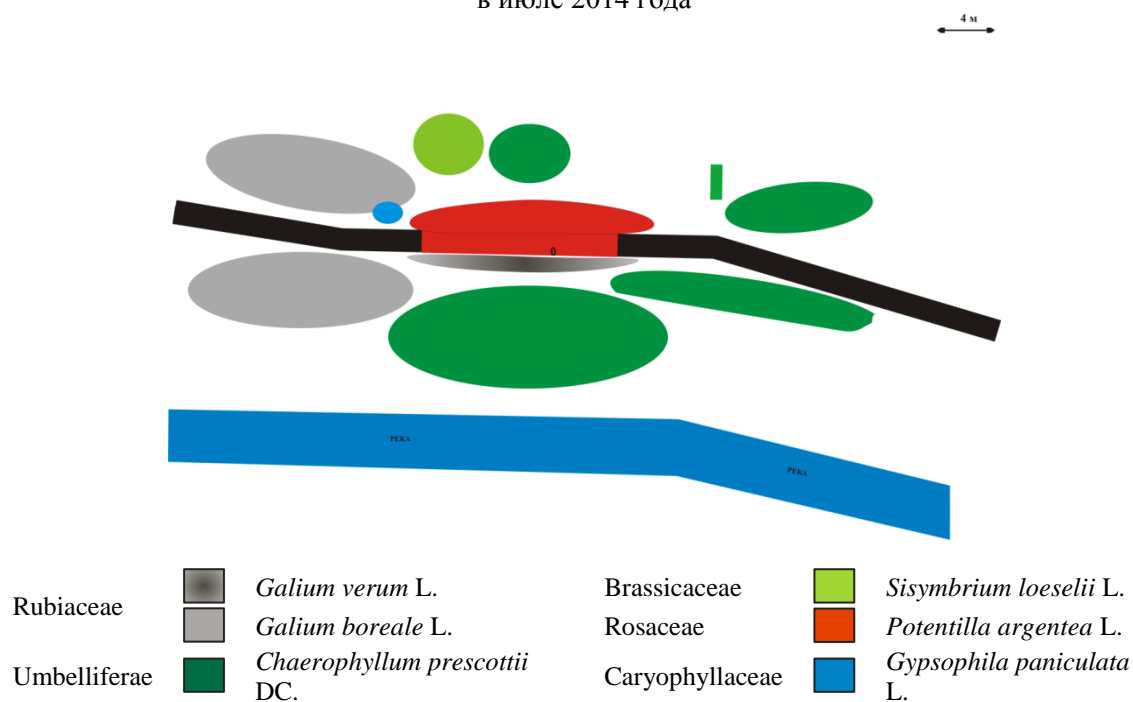 в июле 2014 года
4 м
0
РЕКА
РЕКА
Rubiaceae
Galium verum L.
Galium boreale L.
Umbelliferae
Chaerophyllum prescottii
DC.
Brassicaceae
Sisymbrium loeselii L.
Rosaceae
Potentilla argentea L.
Caryophyllaceae
Gypsophila paniculata
L.